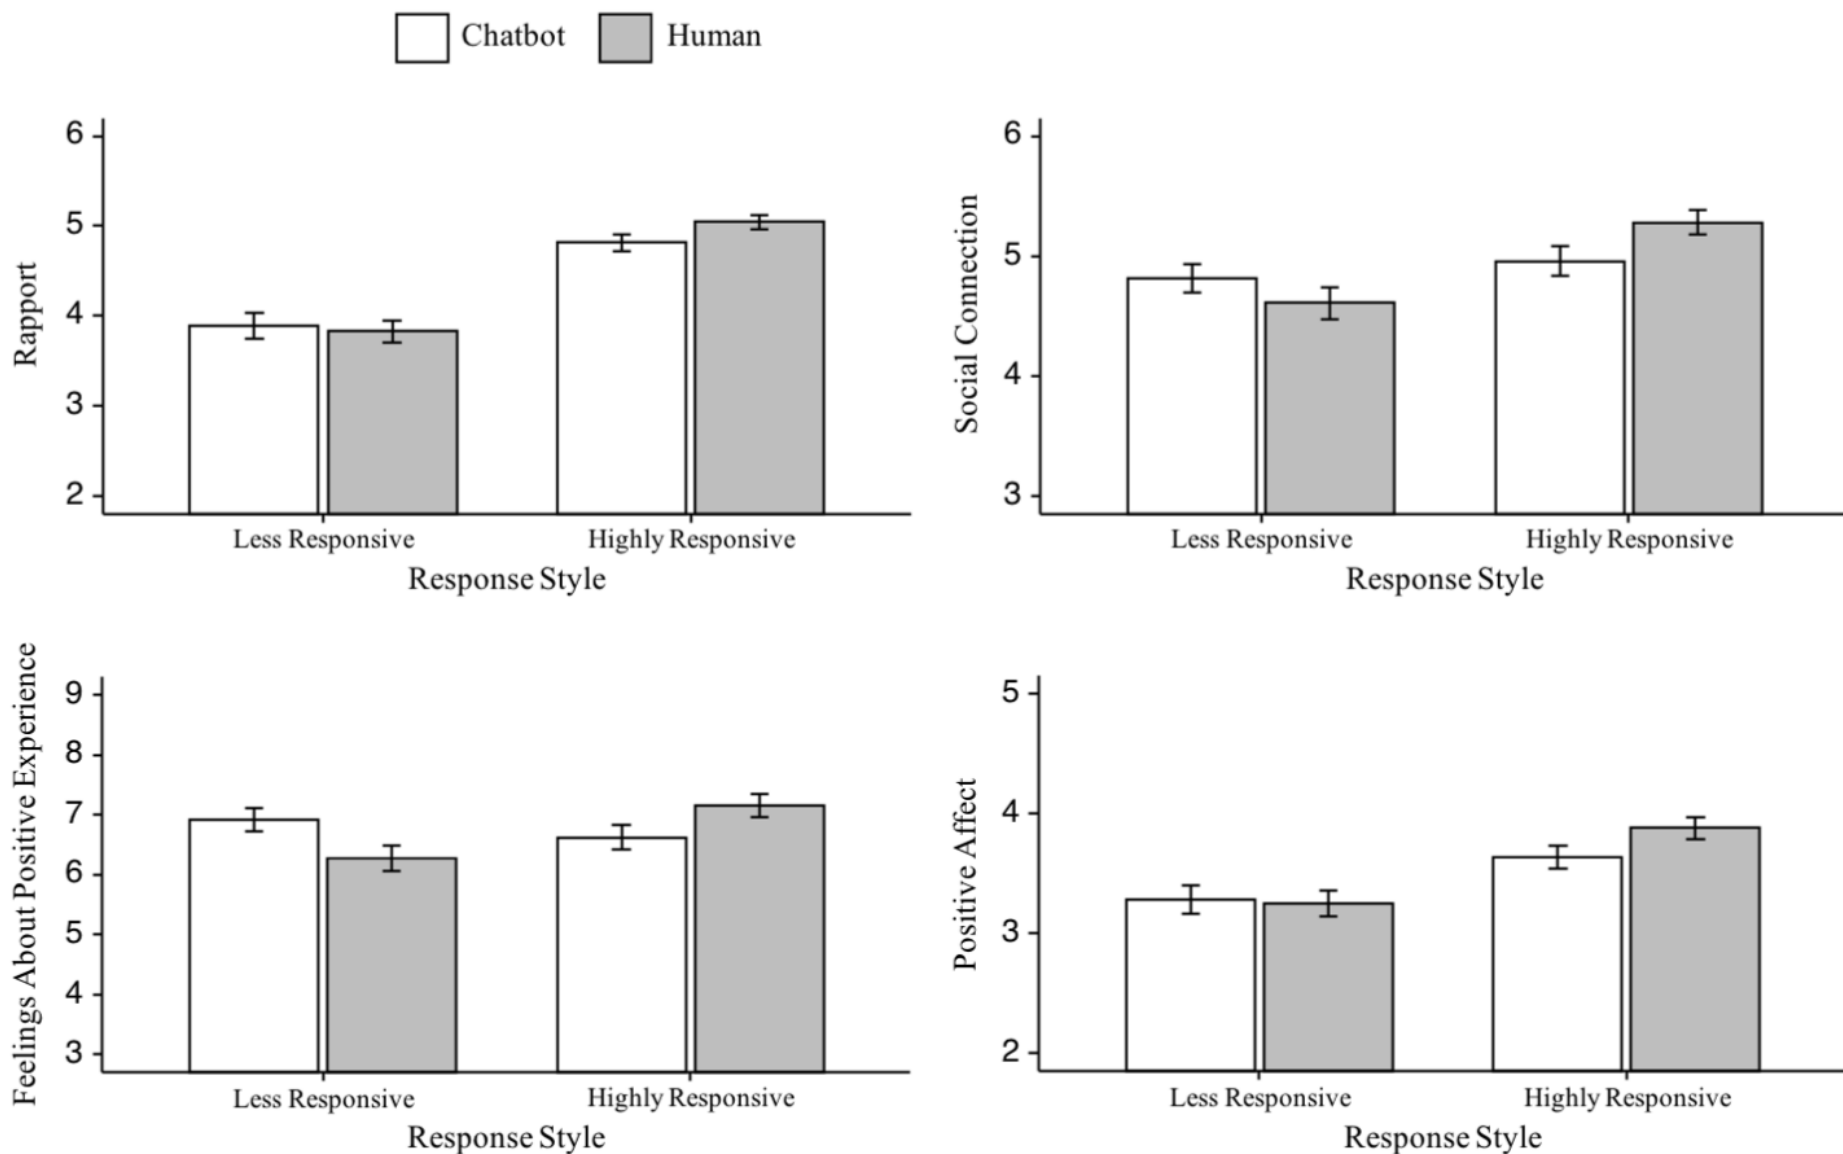 Chatbot Human
6
5
4
3
2
Rapport
Less Responsive Highly Responsive
Response Style
6
5
4
3
Social Connection
Less Responsive Highly Responsive
Response Style
9
8
7
6
5
4
3
Feelings About Positive Experience
Less Responsive Highly Responsive
Response Style
5
4
3
2
Positive Affect
Less Responsive Highly Responsive
Response Style